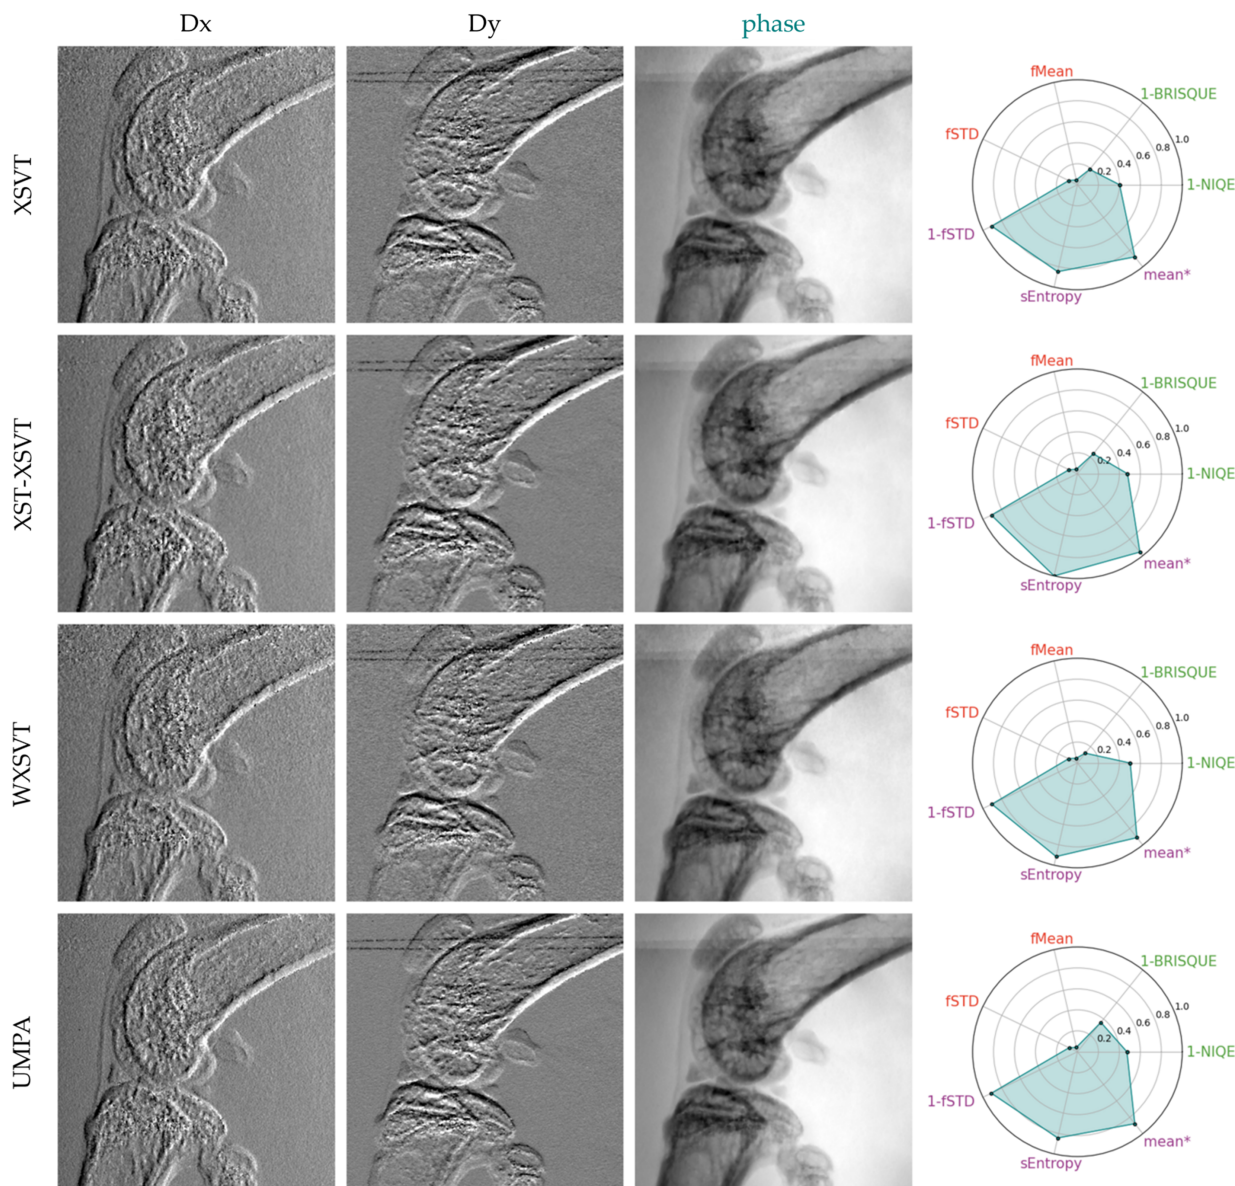 Dx Dy phase
XSVT
fMean
1-BRISQUE
fSTD
1.0
0.8
0.6
0.4
0.2
1-NIQE
1-fSTD
mean*
sEntropy
XST-XSVT
fMean
1-BRISQUE
fSTD
1.0
0.8
0.6
0.4
0.2
1-NIQE
1-fSTD
mean*
sEntropy
WXSVT
fMean
1-BRISQUE
fSTD
1.0
0.8
0.6
0.4
0.2
1-NIQE
1-fSTD
mean*
sEntropy
UMPA
fMean
1-BRISQUE
fSTD
1.0
0.8
0.6
0.4
0.2
1-NIQE
1-fSTD
mean*
sEntropy